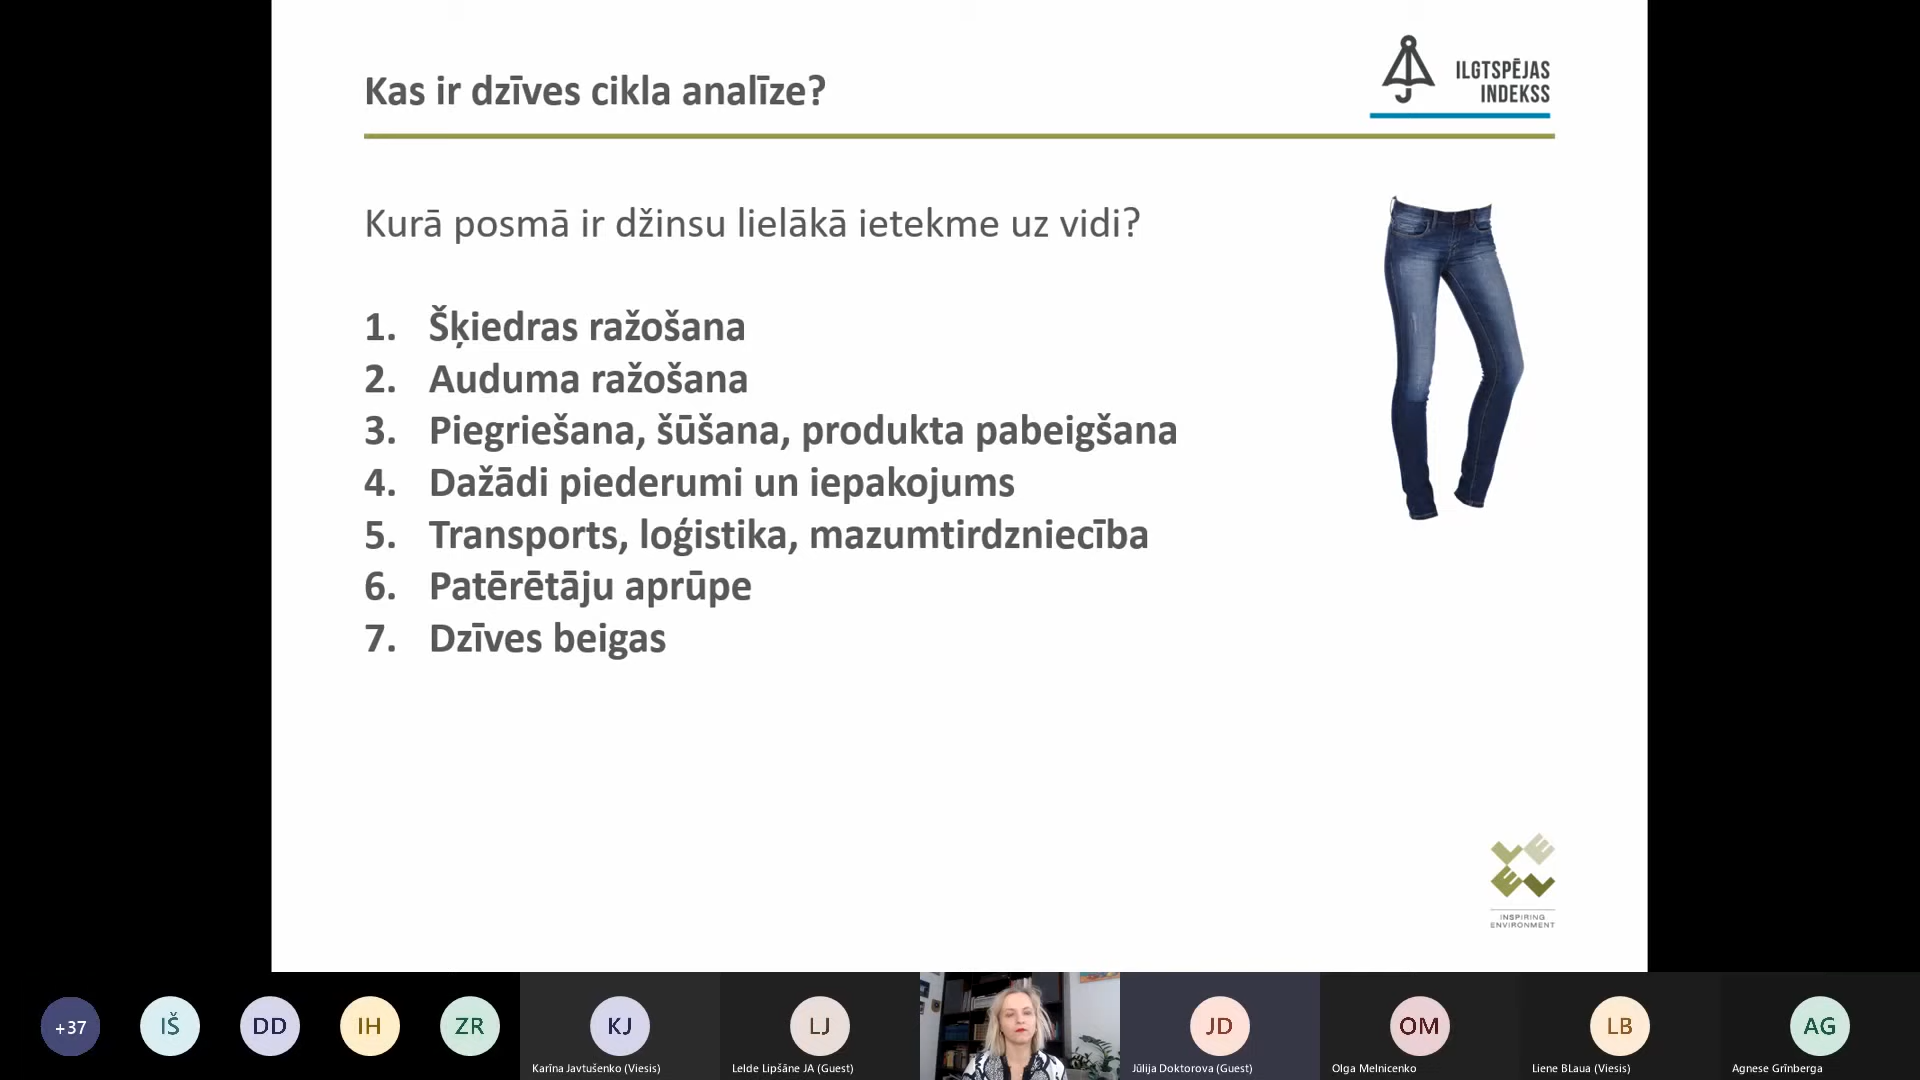 Kas ir dzīves cikla analīze?
ILGTSPĒJAS
INDEKSS
Kurā posmā ir džinsu lielākā ietekme uz vidi?
1. Šķiedras ražošana
2. Auduma ražošana
3. Piegriešana, šūšana, produkta pabeigšana
4. Dažādi piederumi un iepakojums
5. Transports, loģistika, mazumtirdzniecība
6. Patērētāju aprūpe
7. Dzīves beigas
INSPIRING
ENVIRONMENT
+37
IŠ
DD
IH
ZR
KJ
LJ
JD
OM
LB
AG
Karīna Javtušenko (Viesis)
Lelde Lipšāne JA (Guest)
Jūlija Doktorova (Guest)
Olga Melnicenko
Liene BLaua (Viesis)
Agnese Grīnberga